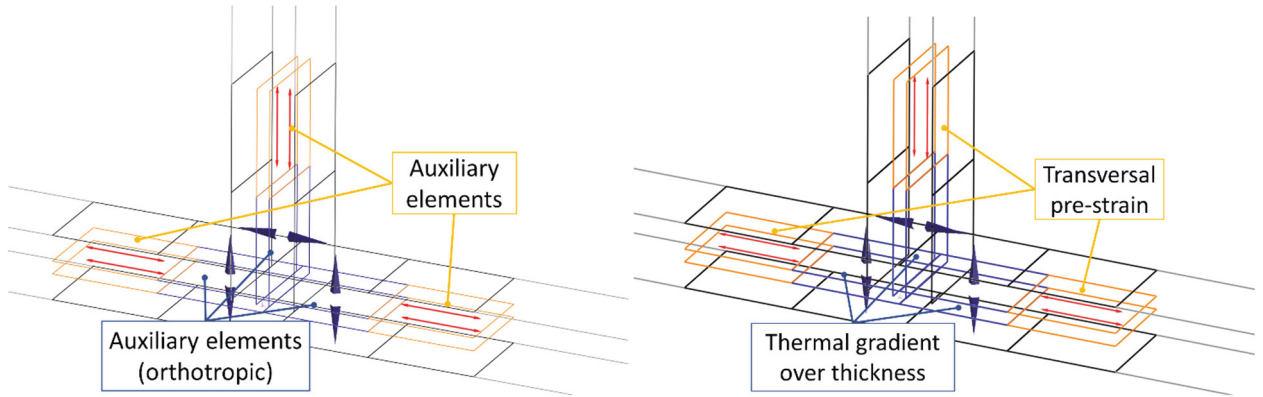 Auxiliary
elements
Auxiliary elements
(orthotropic)
Transversal
pre-strain
Thermal gradient
over thickness